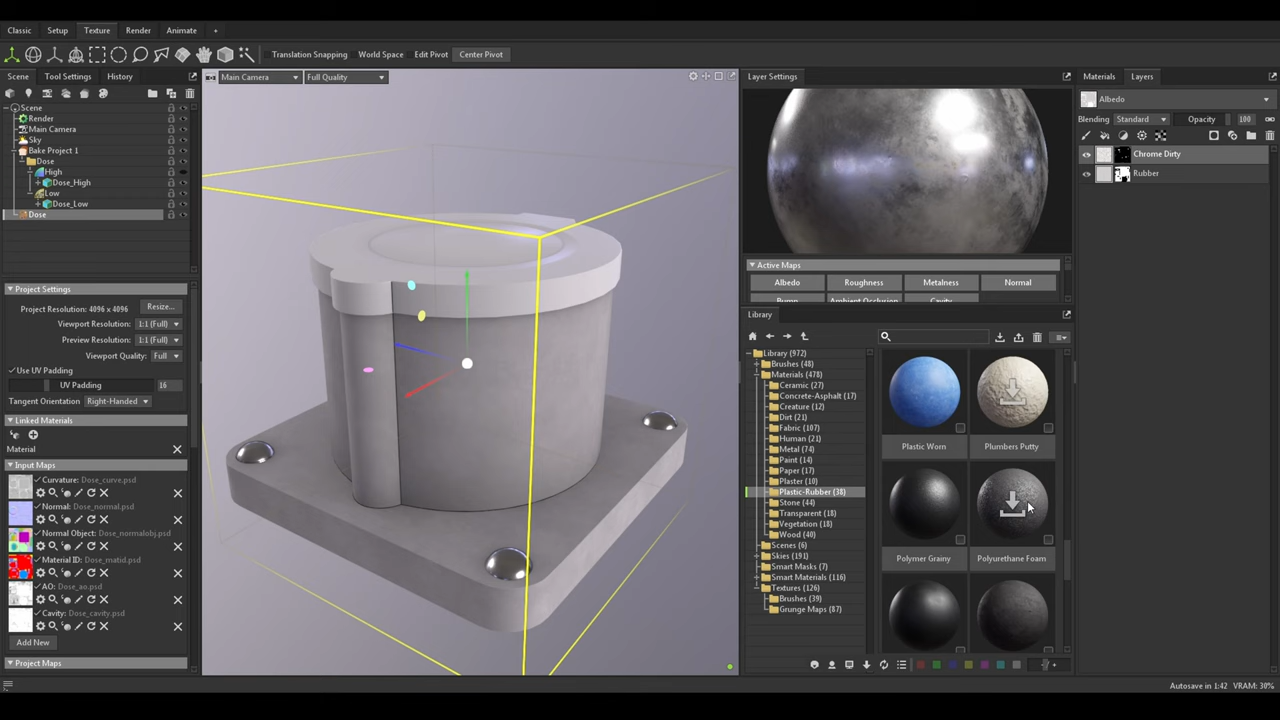 Classic Setup Texture Render Animate +
Translation Snapping World Space Edit Pivot Center Pivot
Scene Tool Settings History
Scene
Render
Main Camera
Sky
Bake Project 1
Dose
High
Dose_High
Low
Dose_Low
Dose
Project Settings
Project Resolution: 4096 x 4096 Resize...
Viewport Resolution: 1:1 (Full)
Preview Resolution: 1:1 (Full)
Viewport Quality: Full
Use UV Padding
UV Padding 16
Tangent Orientation Right-Handed
Linked Materials
Material
Input Maps
Curvature: Dose_curve.psd
Normal: Dose_normal.psd
Normal Object: Dose_normalobj.psd
Material ID: Dose_matid.psd
AO: Dose_ao.psd
Cavity: Dose_cavity.psd
Add New
Project Maps
Main Camera Full Quality
Layer Settings
Active Maps
Albedo Roughness Metalness Normal
Bump Ambient Occlusion Cavity
Library
Library (972)
Brushes (48)
Materials (478)
Ceramic (27)
Concrete-Asphalt (17)
Creature (12)
Dirt (21)
Fabric (107)
Human (21)
Metal (74)
Paint (14)
Paper (17)
Plaster (10)
Plastic-Rubber (38)
Stone (44)
Transparent (18)
Vegetation (18)
Wood (40)
Scenes (6)
Skies (191)
Smart Masks (7)
Smart Materials (116)
Textures (126)
Brushes (39)
Grunge Maps (87)
Plastic Worn Plumbers Putty
Polymer Grainy Polyurethane Foam
Materials Layers
Albedo
Blending Standard Opacity 100
Chrome Dirty
Rubber
Autosave in 1:42 VRAM: 30%